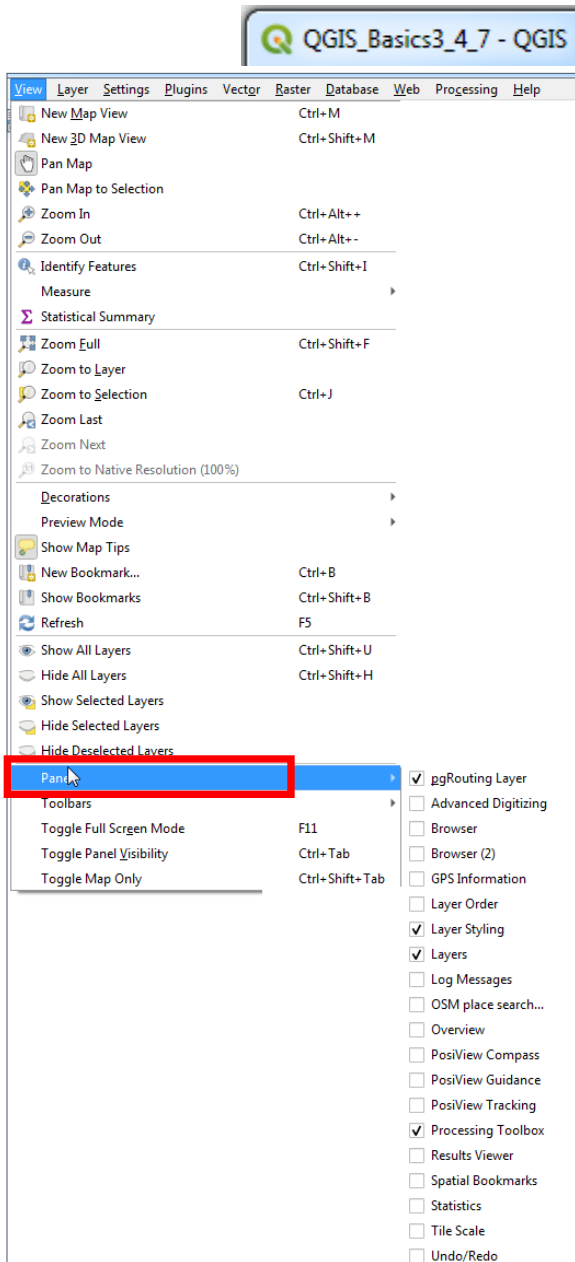 QGIS_Basics3_4_7 - QGIS
View Layer Settings Plugins Vector Raster Database Web Processing Help
New Map View Ctrl+M
New 3D Map View Ctrl+Shift+M
Pan Map
Pan Map to Selection
Zoom In Ctrl+Alt++
Zoom Out Ctrl+Alt+-
Identify Features Ctrl+Shift+I
Measure
Statistical Summary
Zoom Full Ctrl+Shift+F
Zoom to Layer
Zoom to Selection Ctrl+J
Zoom Last
Zoom Next
Zoom to Native Resolution (100%)
Decorations
Preview Mode
Show Map Tips
New Bookmark... Ctrl+B
Show Bookmarks Ctrl+Shift+B
Refresh F5
Show All Layers Ctrl+Shift+U
Hide All Layers Ctrl+Shift+H
Show Selected Layers
Hide Selected Layers
Hide Deselected Layers
Panels
pgRouting Layer
Toolbars
Advanced Digitizing
Toggle Full Screen Mode F11
Browser
Toggle Panel Visibility Ctrl+Tab
Browser (2)
Toggle Map Only Ctrl+Shift+Tab
GPS Information
Layer Order
Layer Styling
Layers
Log Messages
OSM place search...
Overview
PosiView Compass
PosiView Guidance
PosiView Tracking
Processing Toolbox
Results Viewer
Spatial Bookmarks
Statistics
Tile Scale
Undo/Redo